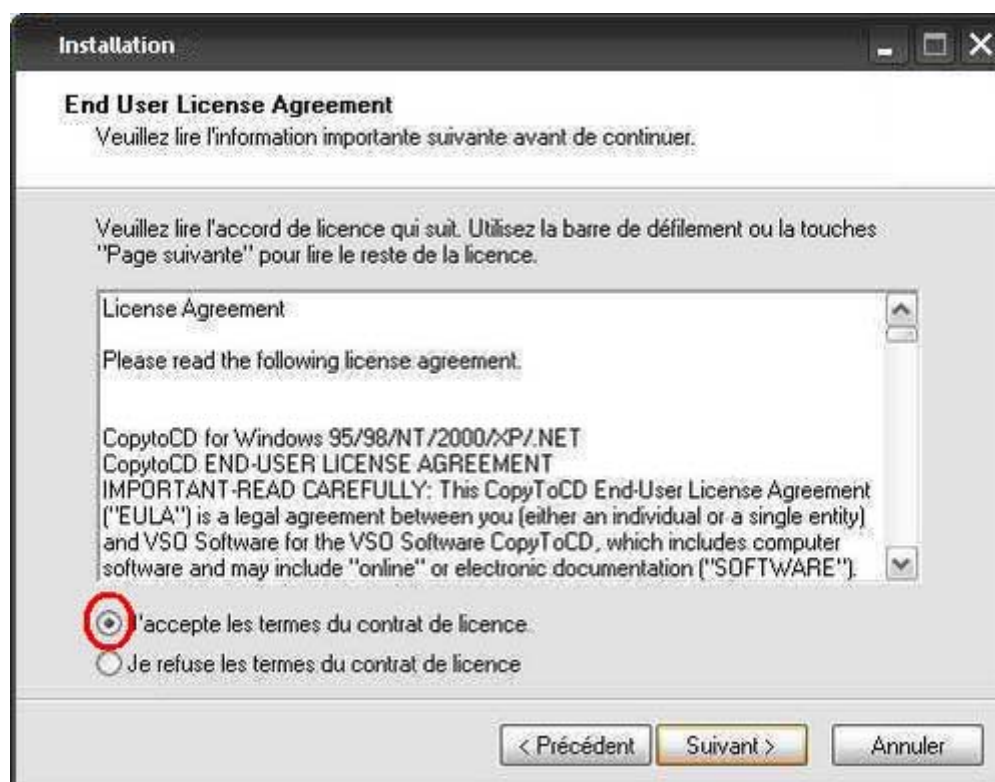 Installation
End User License Agreement
Veuillez lire l'information importante suivante avant de continuer.
Veuillez lire l'accord de licence qui suit. Utilisez la barre de défilement ou la touches
"Page suivante" pour lire le reste de la licence.
License Agreement
Please read the following license agreement.
CopytoCD for Windows 95/98/NT/2000/XP/.NET
CopytoCD END-USER LICENSE AGREEMENT
IMPORTANT-READ CAREFULLY: This CopyToCD End-User License Agreement
("EULA") is a legal agreement between you (either an individual or a single entity)
and VSO Software for the VSO Software CopyToCD, which includes computer
software and may include "online" or electronic documentation ("SOFTWARE").
J'accepte les termes du contrat de licence
Je refuse les termes du contrat de licence
< Précédent Suivant > Annuler